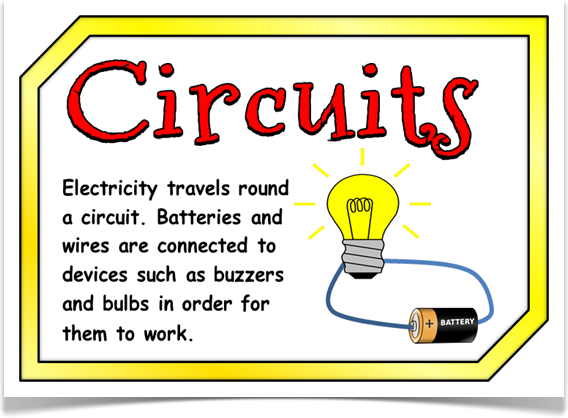 Circuits
Electricity travels round
a circuit. Batteries and
wires are connected to
devices such as buzzers
and bulbs in order for
them to work.
+ BATTERY